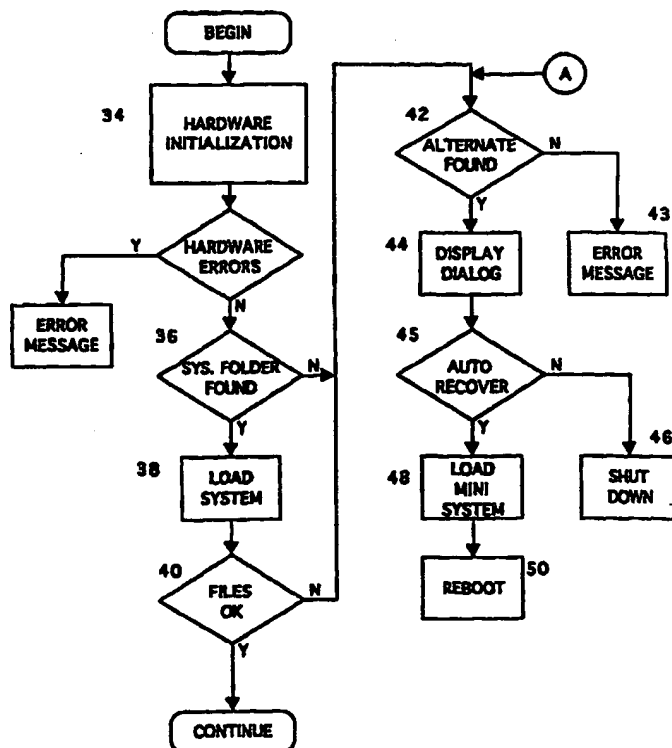 BEGIN
34
HARDWARE
INITIALIZATION
HARDWARE
ERRORS
Y
N
ERROR
MESSAGE
36
SYS. FOLDER
FOUND
N
Y
38
LOAD
SYSTEM
40
FILES
OK
N
Y
CONTINUE
A
42
ALTERNATE
FOUND
N
Y
43
ERROR
MESSAGE
44
DISPLAY
DIALOG
45
AUTO
RECOVER
N
Y
46
SHUT
DOWN
48
LOAD
MINI
SYSTEM
50
REBOOT